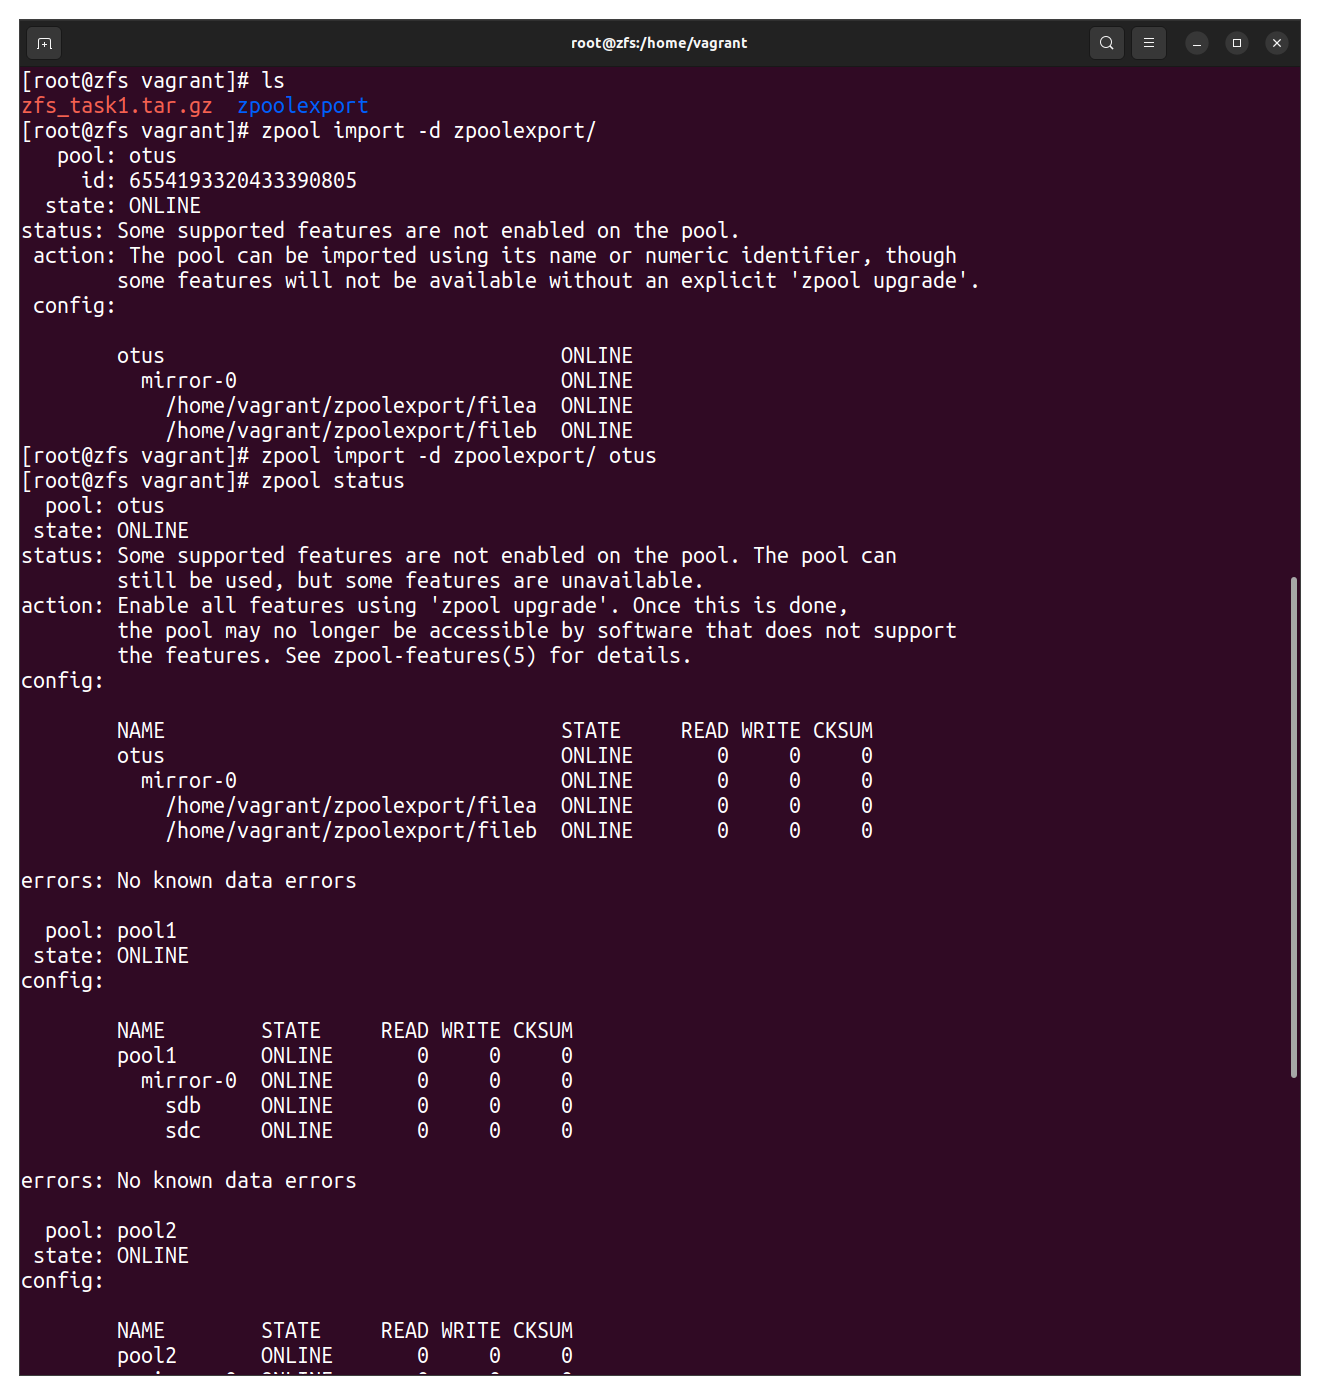 root@zfs:/home/vagrant
[root@zfs vagrant]# ls
zfs_task1.tar.gz  zpoolexport
[root@zfs vagrant]# zpool import -d zpoolexport/
   pool: otus
     id: 6554193320433390805
  state: ONLINE
status: Some supported features are not enabled on the pool.
 action: The pool can be imported using its name or numeric identifier, though
        some features will not be available without an explicit 'zpool upgrade'.
 config:

        otus                                 ONLINE
          mirror-0                           ONLINE
            /home/vagrant/zpoolexport/filea  ONLINE
            /home/vagrant/zpoolexport/fileb  ONLINE
[root@zfs vagrant]# zpool import -d zpoolexport/ otus
[root@zfs vagrant]# zpool status
  pool: otus
 state: ONLINE
status: Some supported features are not enabled on the pool. The pool can
        still be used, but some features are unavailable.
action: Enable all features using 'zpool upgrade'. Once this is done,
        the pool may no longer be accessible by software that does not support
        the features. See zpool-features(5) for details.
config:

        NAME                                 STATE     READ WRITE CKSUM
        otus                                 ONLINE       0     0     0
          mirror-0                           ONLINE       0     0     0
            /home/vagrant/zpoolexport/filea  ONLINE       0     0     0
            /home/vagrant/zpoolexport/fileb  ONLINE       0     0     0

errors: No known data errors

  pool: pool1
 state: ONLINE
config:

        NAME        STATE     READ WRITE CKSUM
        pool1       ONLINE       0     0     0
          mirror-0  ONLINE       0     0     0
            sdb     ONLINE       0     0     0
            sdc     ONLINE       0     0     0

errors: No known data errors

  pool: pool2
 state: ONLINE
config:

        NAME        STATE     READ WRITE CKSUM
        pool2       ONLINE       0     0     0